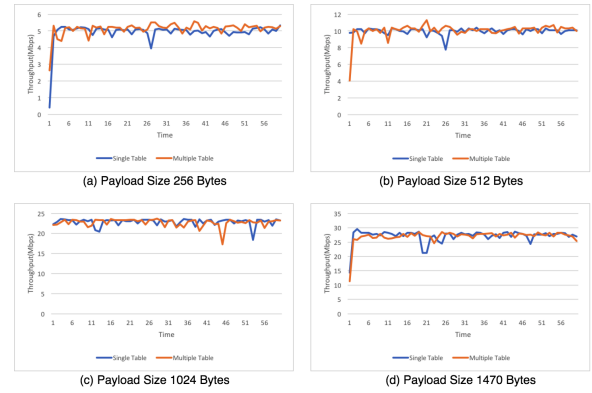 6
5
4
3
2
1
0
Throughput(Mbps)
1 6 11 16 21 26 31 36 41 46 51 56
Time
Single Table Multiple Table
(a) Payload Size 256 Bytes
12
10
8
6
4
2
0
Throughput(Mbps)
1 6 11 16 21 26 31 36 41 46 51 56
Time
Single Table Multiple Table
(b) Payload Size 512 Bytes
25
20
15
10
5
0
Throughput(Mbps)
1 6 11 16 21 26 31 36 41 46 51 56
Time
Single Table Multiple Table
(c) Payload Size 1024 Bytes
35
30
25
20
15
10
5
0
Throughput(Mbps)
1 6 11 16 21 26 31 36 41 46 51 56
Time
Single Table Multiple Table
(d) Payload Size 1470 Bytes